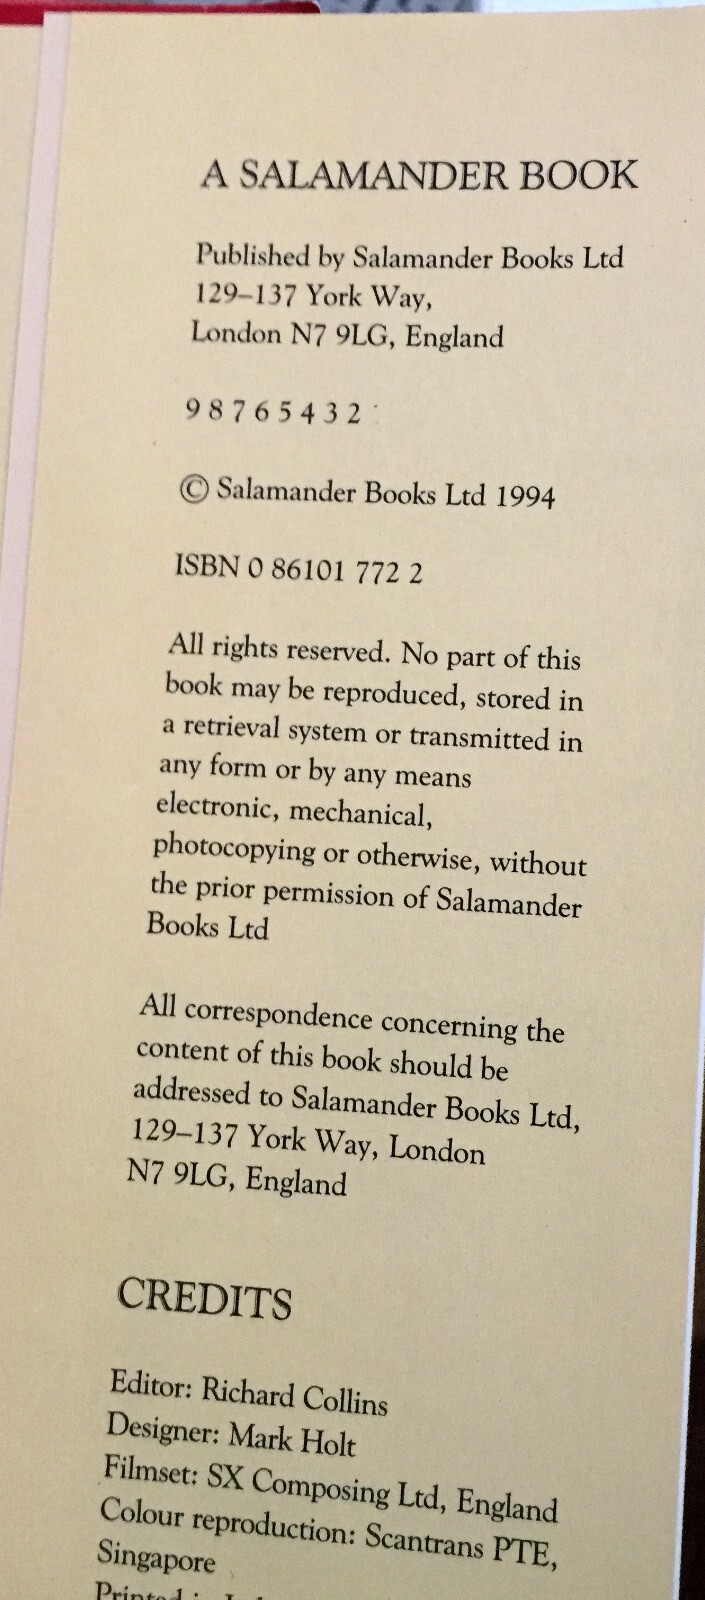 A SALAMANDER BOOK
Published by Salamander Books Ltd
129–137 York Way,
London N7 9LG, England
9 8 7 6 5 4 3 2
© Salamander Books Ltd 1994
ISBN 0 86101 772 2
All rights reserved. No part of this
book may be reproduced, stored in
a retrieval system or transmitted in
any form or by any means
electronic, mechanical,
photocopying or otherwise, without
the prior permission of Salamander
Books Ltd
All correspondence concerning the
content of this book should be
addressed to Salamander Books Ltd,
129–137 York Way, London
N7 9LG, England
CREDITS
Editor: Richard Collins
Designer: Mark Holt
Filmset: SX Composing Ltd, England
Colour reproduction: Scantrans PTE,
Singapore
Printed